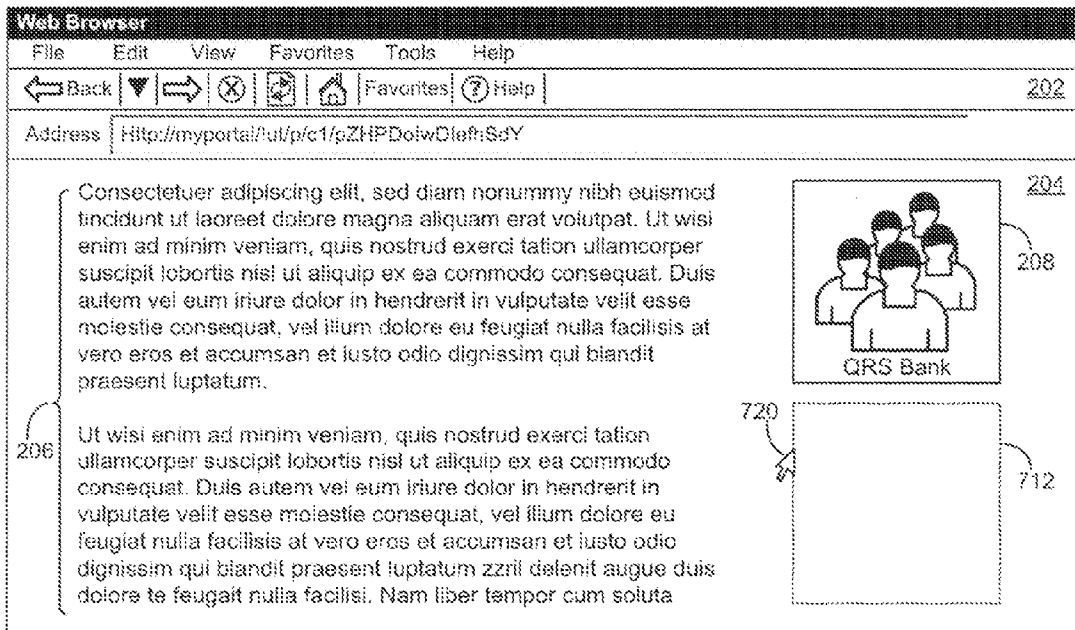 Web Browser
File Edit View Favorites Tools Help
Back Favorites ? Help 202
Address Http://myportal/!ut/p/c1/pZHPDoIwDIefhSdY
204
Consectetuer adipiscing elit, sed diam nonummy nibh euismod
tincidunt ut laoreet dolore magna aliquam erat volutpat. Ut wisi
enim ad minim veniam, quis nostrud exerci tation ullamcorper
suscipit lobortis nisl ut aliquip ex ea commodo consequat. Duis
autem vel eum iriure dolor in hendrerit in vulputate velit esse
molestie consequat, vel illum dolore eu feugiat nulla facilisis at
vero eros et accumsan et iusto odio dignissim qui blandit
praesent luptatum.
208
QRS Bank
206
Ut wisi enim ad minim veniam, quis nostrud exerci tation
ullamcorper suscipit lobortis nisl ut aliquip ex ea commodo
consequat. Duis autem vel eum iriure dolor in hendrerit in
vulputate velit esse molestie consequat, vel illum dolore eu
feugiat nulla facilisis at vero eros et accumsan et iusto odio
dignissim qui blandit praesent luptatum zzril delenit augue duis
dolore te feugait nulla facilisi. Nam liber tempor cum soluta
720
712